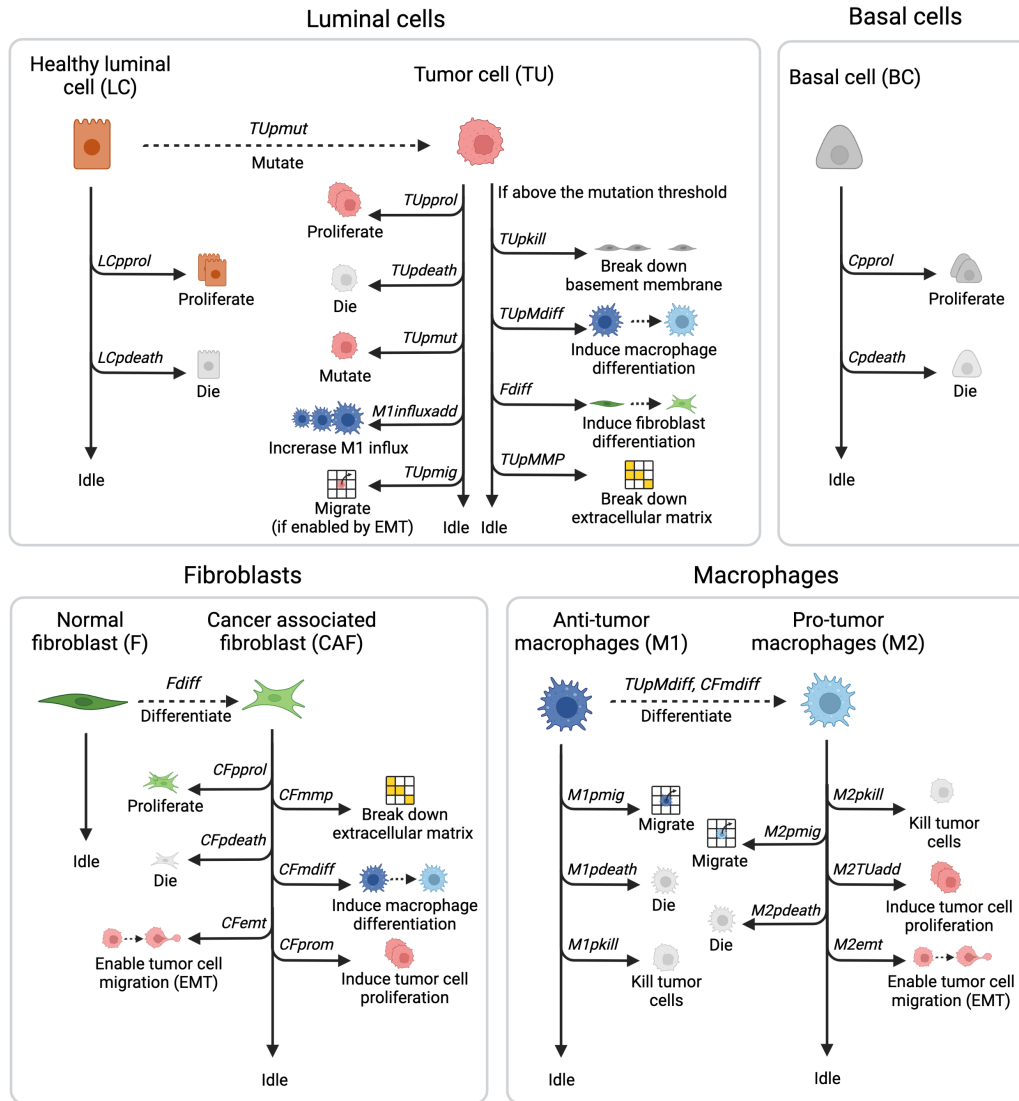 Luminal cells
Healthy luminal
cell (LC)
Tumor cell (TU)
TUpmut
Mutate
LCpprol
Proliferate
LCpdeath
Die
Idle
TUpprol
Proliferate
TUpdeath
Die
TUpmut
Mutate
M1influxadd
Increrase M1 influx
TUpmig
Migrate
(if enabled by EMT)
Idle
If above the mutation threshold
TUpkill
Break down
basement membrane
TUpMdiff
Induce macrophage
differentiation
Fdiff
Induce fibroblast
differentiation
TUpMMP
Break down
extracellular matrix
Idle
Basal cells
Basal cell (BC)
Cpprol
Proliferate
Cpdeath
Die
Idle
Fibroblasts
Normal
fibroblast (F)
Cancer associated
fibroblast (CAF)
Fdiff
Differentiate
Idle
CFpprol
Proliferate
CFmmp
Break down
extracellular matrix
CFpdeath
Die
CFmdiff
Induce macrophage
differentiation
CFemt
Enable tumor cell
migration (EMT)
CFprom
Induce tumor cell
proliferation
Idle
Macrophages
Anti-tumor
macrophages (M1)
Pro-tumor
macrophages (M2)
TUpMdiff, CFmdiff
Differentiate
M1pmig
Migrate
M1pdeath
Die
M1pkill
Kill tumor
cells
Idle
M2pkill
Kill tumor
cells
M2pmig
Migrate
M2TUadd
Induce tumor cell
proliferation
M2pdeath
Die
M2emt
Enable tumor cell
migration (EMT)
Idle